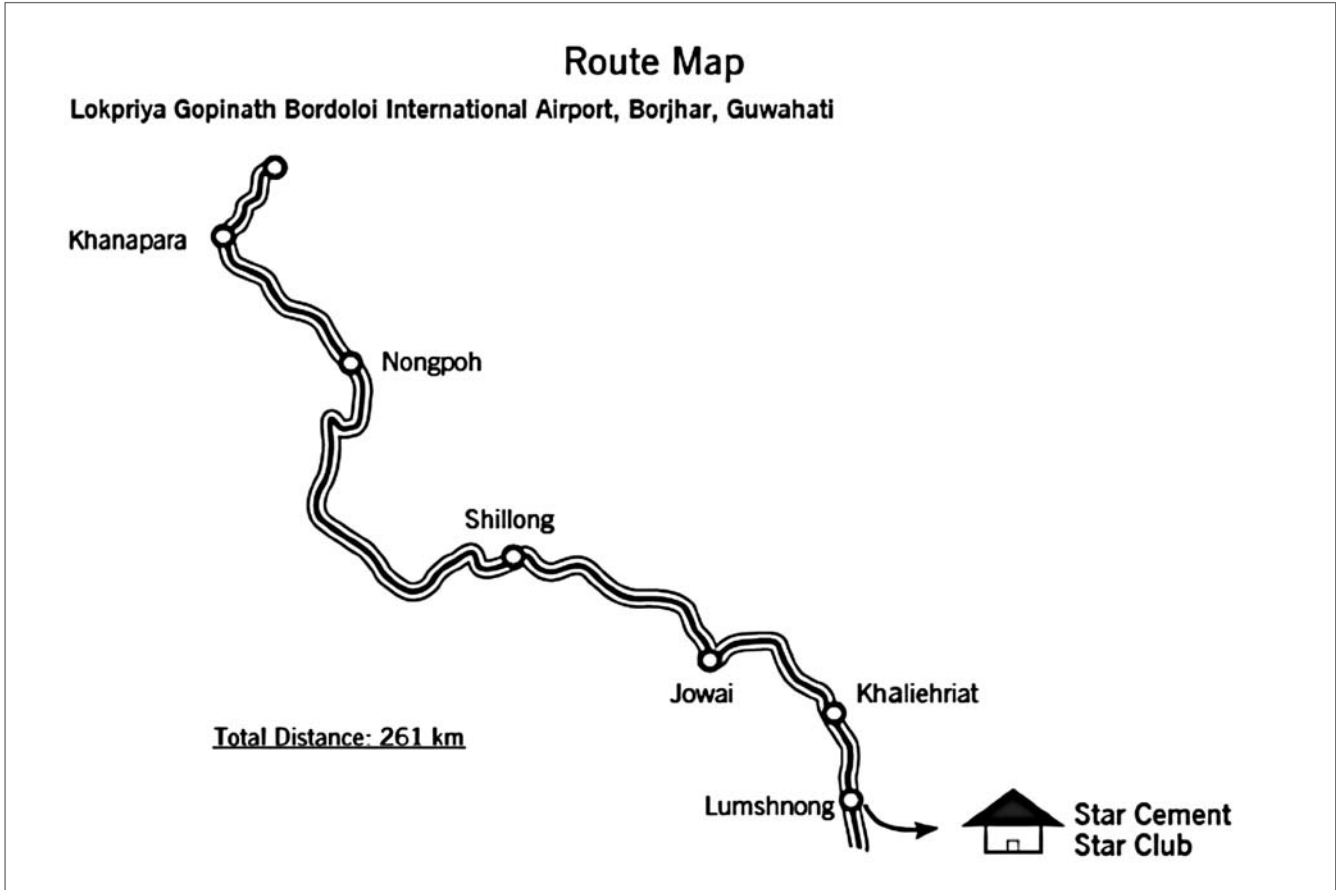 Route Map
Lokpriya Gopinath Bordoloi International Airport, Borjhar, Guwahati
Khanapara
Nongpoh
Shillong
Jowai
Khaliehriat
Total Distance: 261 km
Lumshnong
Star Cement
Star Club